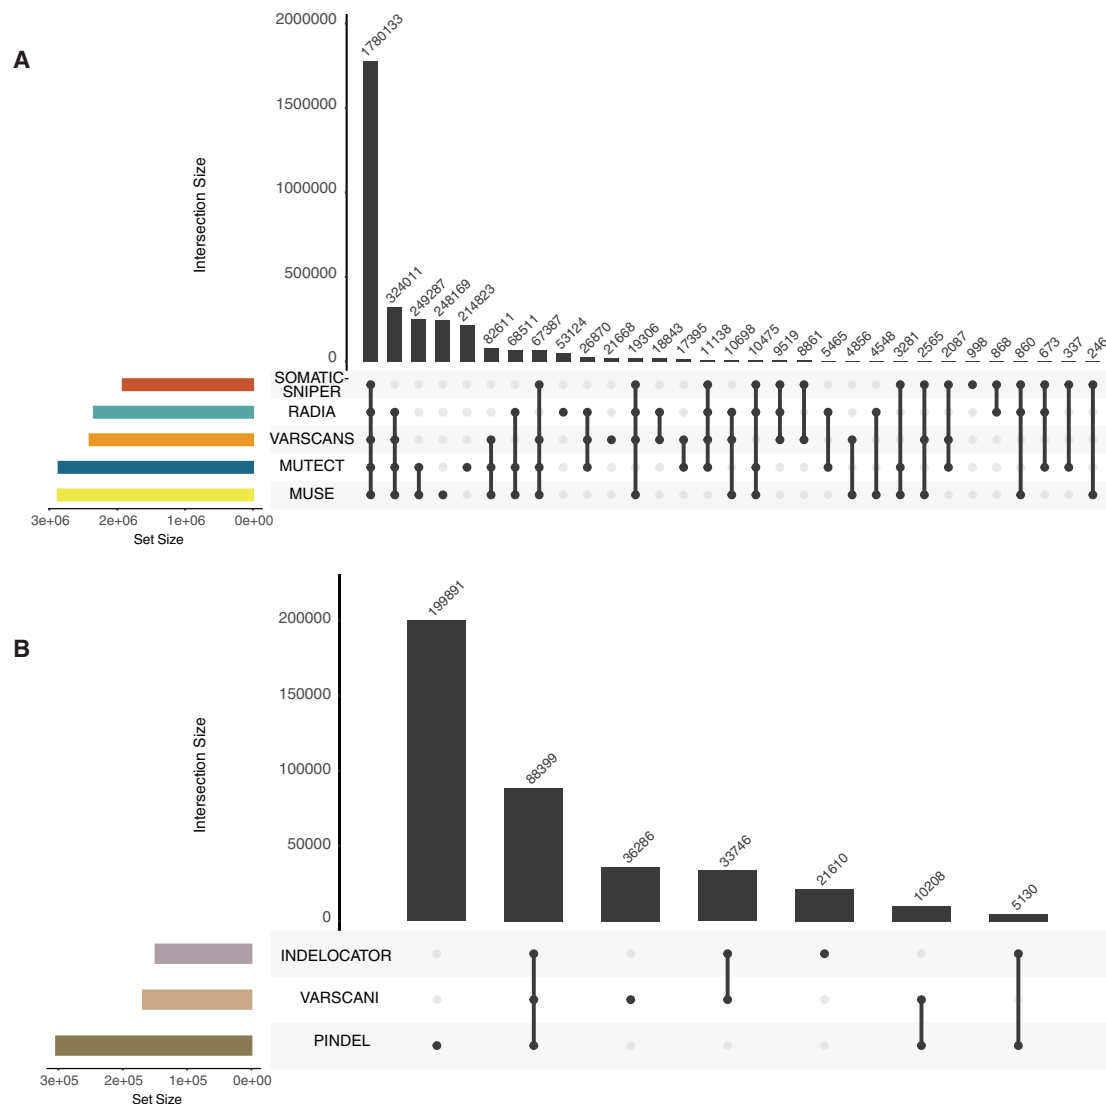 A
2000000
1500000
1000000
500000
0
Intersection Size
1780133
324011
249287
248169
214823
82611
68511
67387
53124
26870
21668
19306
18843
17395
11138
10698
10475
9519
8861
5465
4856
4548
3281
2565
2087
998
868
860
673
337
246
SOMATIC-
SNIPER
RADIA
VARSCANS
MUTECT
MUSE
3e+06 2e+06 1e+06 0e+00
Set Size
B
200000
150000
100000
50000
0
Intersection Size
199891
88399
36286
33746
21610
10208
5130
INDELOCATOR
VARSCANI
PINDEL
3e+05 2e+05 1e+05 0e+00
Set Size